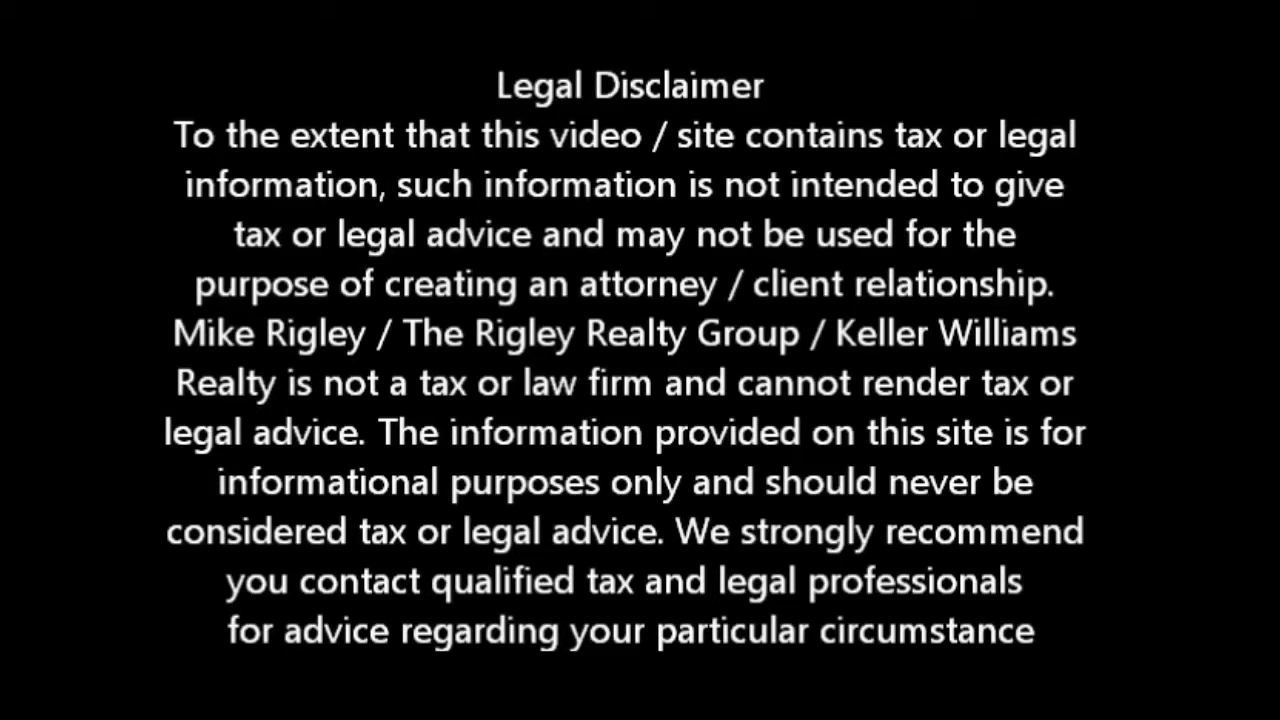 Legal Disclaimer
To the extent that this video / site contains tax or legal
information, such information is not intended to give
tax or legal advice and may not be used for the
purpose of creating an attorney / client relationship.
Mike Rigley / The Rigley Realty Group / Keller Williams
Realty is not a tax or law firm and cannot render tax or
legal advice. The information provided on this site is for
informational purposes only and should never be
considered tax or legal advice. We strongly recommend
you contact qualified tax and legal professionals
for advice regarding your particular circumstance